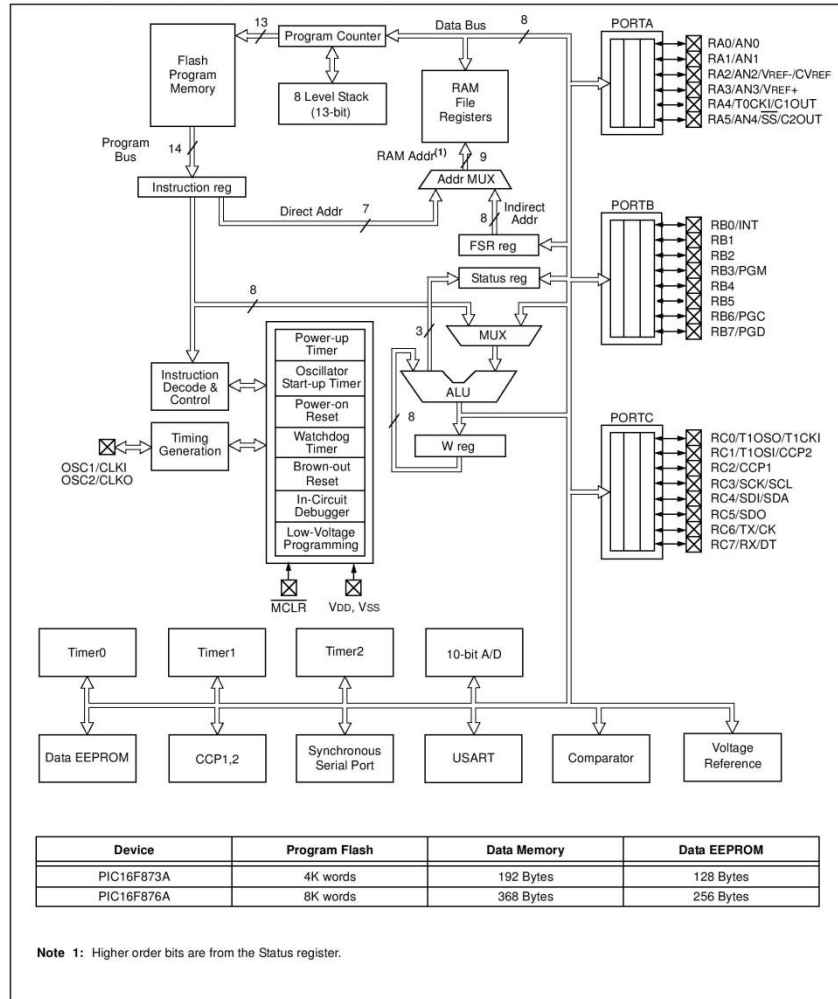 13
Program Counter
Data Bus
8
PORTA
Flash
Program
Memory
8 Level Stack
(13-bit)
RAM
File
Registers
RA0/AN0
RA1/AN1
RA2/AN2/VREF-/CVREF
RA3/AN3/VREF+
RA4/T0CKI/C1OUT
RA5/AN4/SS/C2OUT
Program
Bus
14
RAM Addr(1)
9
Addr MUX
Instruction reg
Direct Addr
7
8
Indirect
Addr
FSR reg
PORTB
RB0/INT
RB1
RB2
RB3/PGM
RB4
RB5
RB6/PGC
RB7/PGD
Status reg
8
3
MUX
Power-up
Timer
Oscillator
Start-up Timer
Power-on
Reset
Watchdog
Timer
Brown-out
Reset
In-Circuit
Debugger
Low-Voltage
Programming
Instruction
Decode &
Control
Timing
Generation
OSC1/CLKI
OSC2/CLKO
ALU
8
W reg
PORTC
RC0/T1OSO/T1CKI
RC1/T1OSI/CCP2
RC2/CCP1
RC3/SCK/SCL
RC4/SDI/SDA
RC5/SDO
RC6/TX/CK
RC7/RX/DT
MCLR
VDD, VSS
Timer0
Timer1
Timer2
10-bit A/D
Data EEPROM
CCP1,2
Synchronous
Serial Port
USART
Comparator
Voltage
Reference
Device Program Flash Data Memory Data EEPROM
PIC16F873A 4K words 192 Bytes 128 Bytes
PIC16F876A 8K words 368 Bytes 256 Bytes
Note 1: Higher order bits are from the Status register.